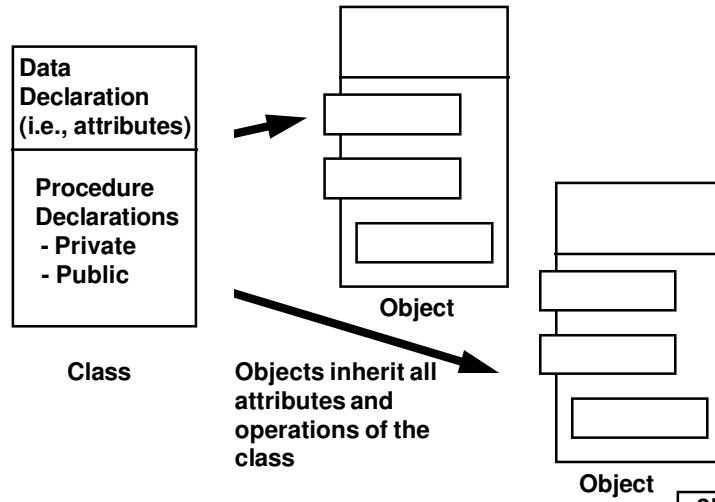 Data
Declaration
(i.e., attributes)
Procedure
Declarations
- Private
- Public
Class
Object
Objects inherit all
attributes and
operations of the
class
Object